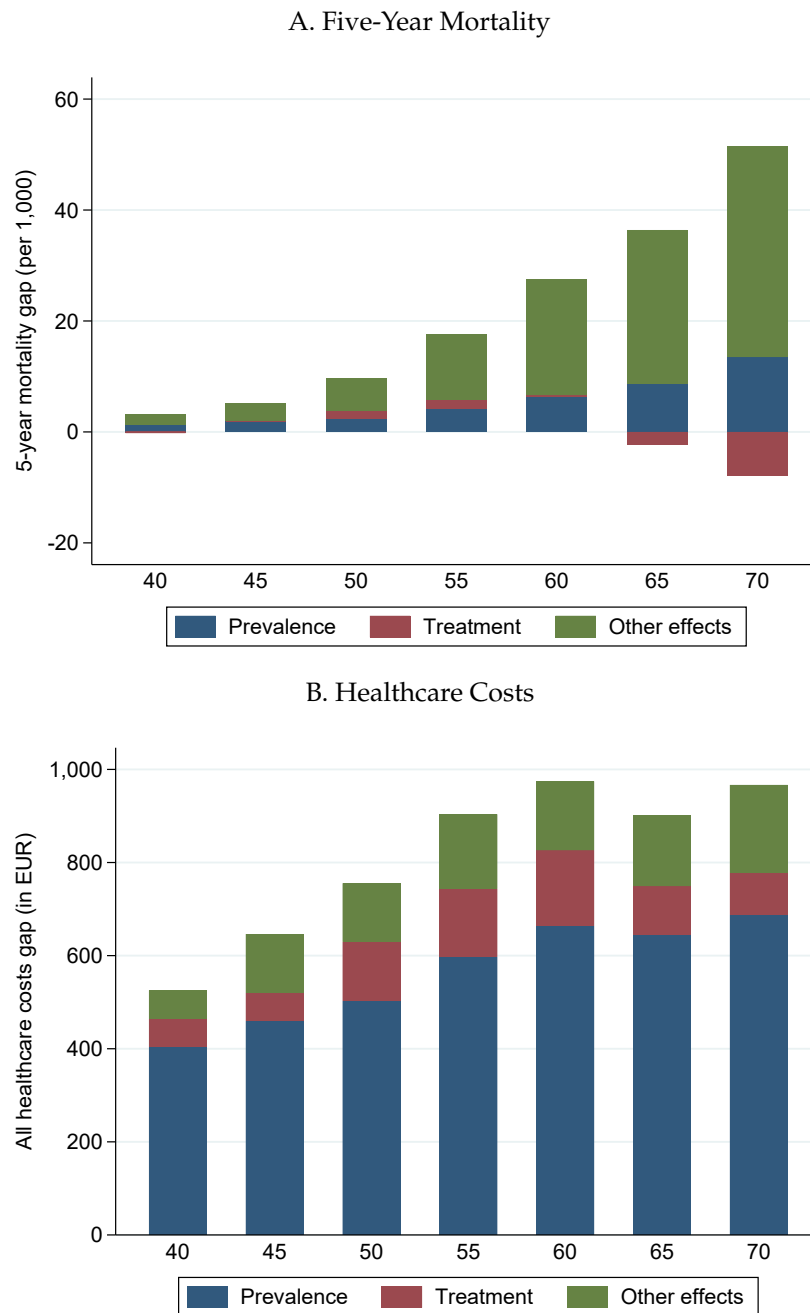 A. Five-Year Mortality
5-year mortality gap (per 1,000)
60
40
20
0
-20
40 45 50 55 60 65 70
Prevalence Treatment Other effects
B. Healthcare Costs
All healthcare costs gap (in EUR)
1,000
800
600
400
200
0
40 45 50 55 60 65 70
Prevalence Treatment Other effects